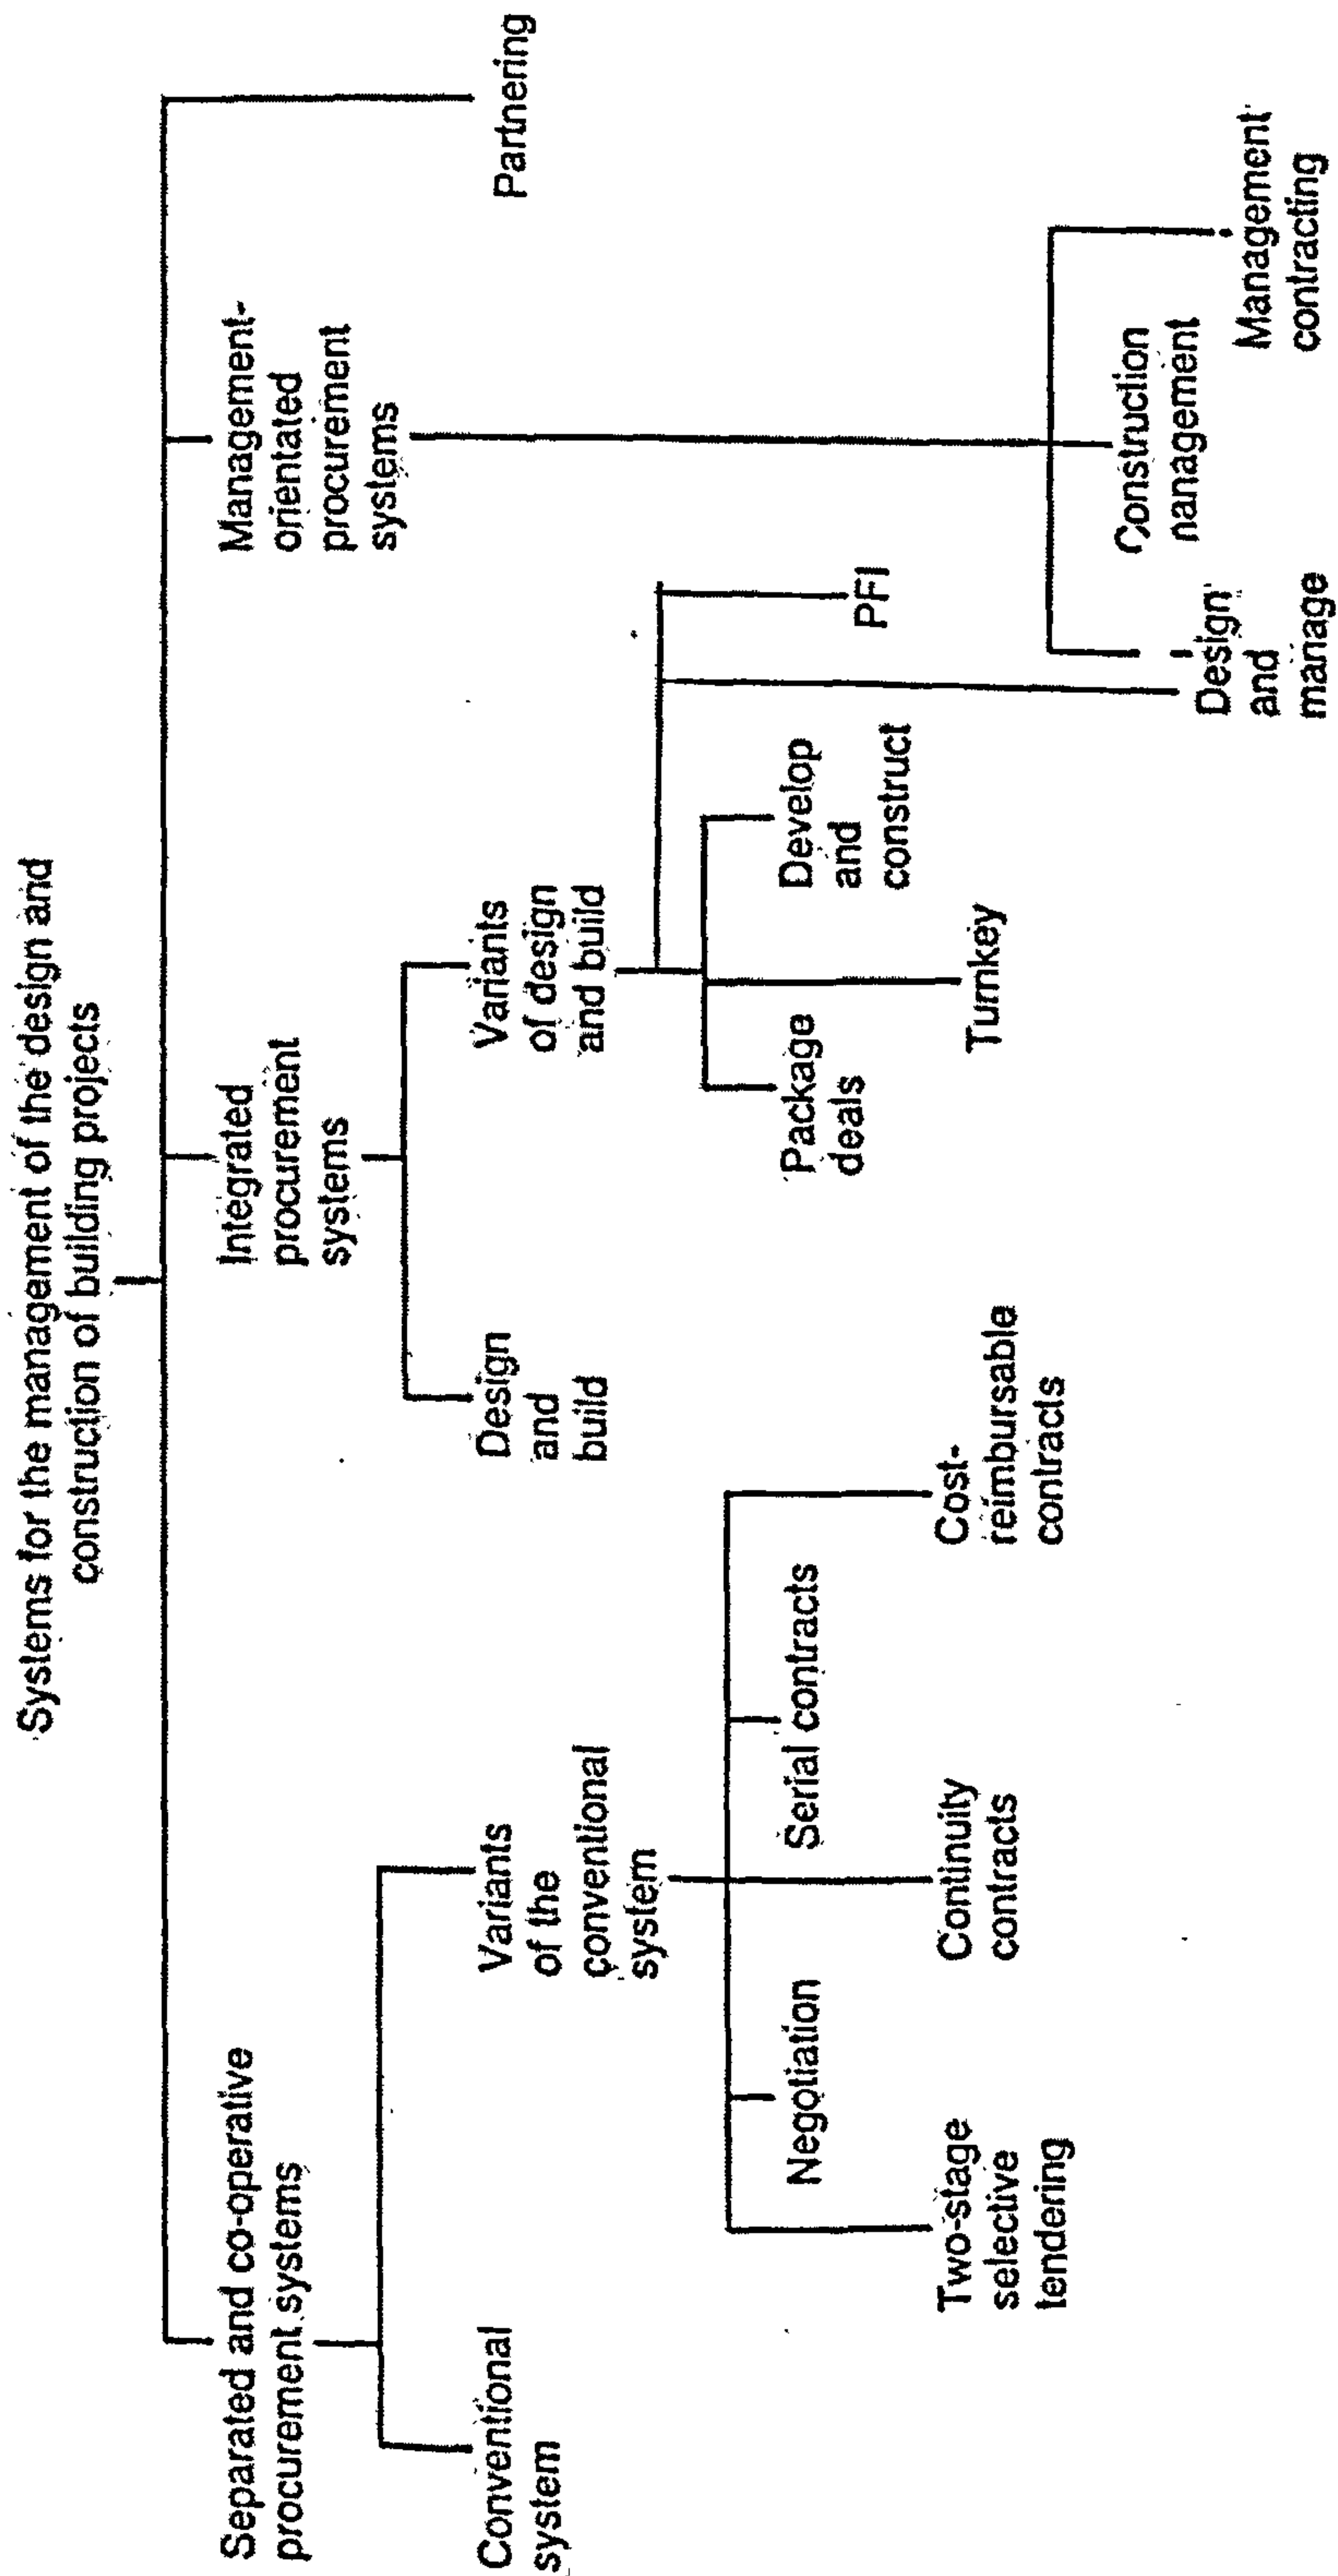 Systems for the management of the design and
construction of building projects
Separated and co-operative
procurement systems
Integrated
procurement
systems
Management-
orientated
procurement
systems
Partnering
Conventional
system
Variants
of the
conventional
system
Design
and
build
Variants
of design
and build
Negotiation
Serial contracts
Two-stage
selective
tendering
Continuity
contracts
Cost-
reimbursable
contracts
Package
deals
Develop
and
construct
Turnkey
PFI
Design
and
manage
Construction
nanagement
Management
contracting